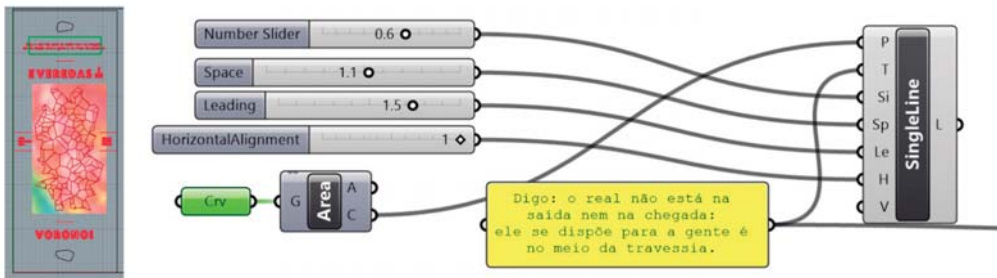 VEREDAS
VORONOI
Number Slider 0.6
Space 1.1
Leading 1.5
HorizontalAlignment 1
Crv
G Area A C
Digo: o real não está na
saída nem na chegada:
ele se dispõe para a gente é
no meio da travessia.
P
T
Si
Sp
Le
H
V
SingleLine
L